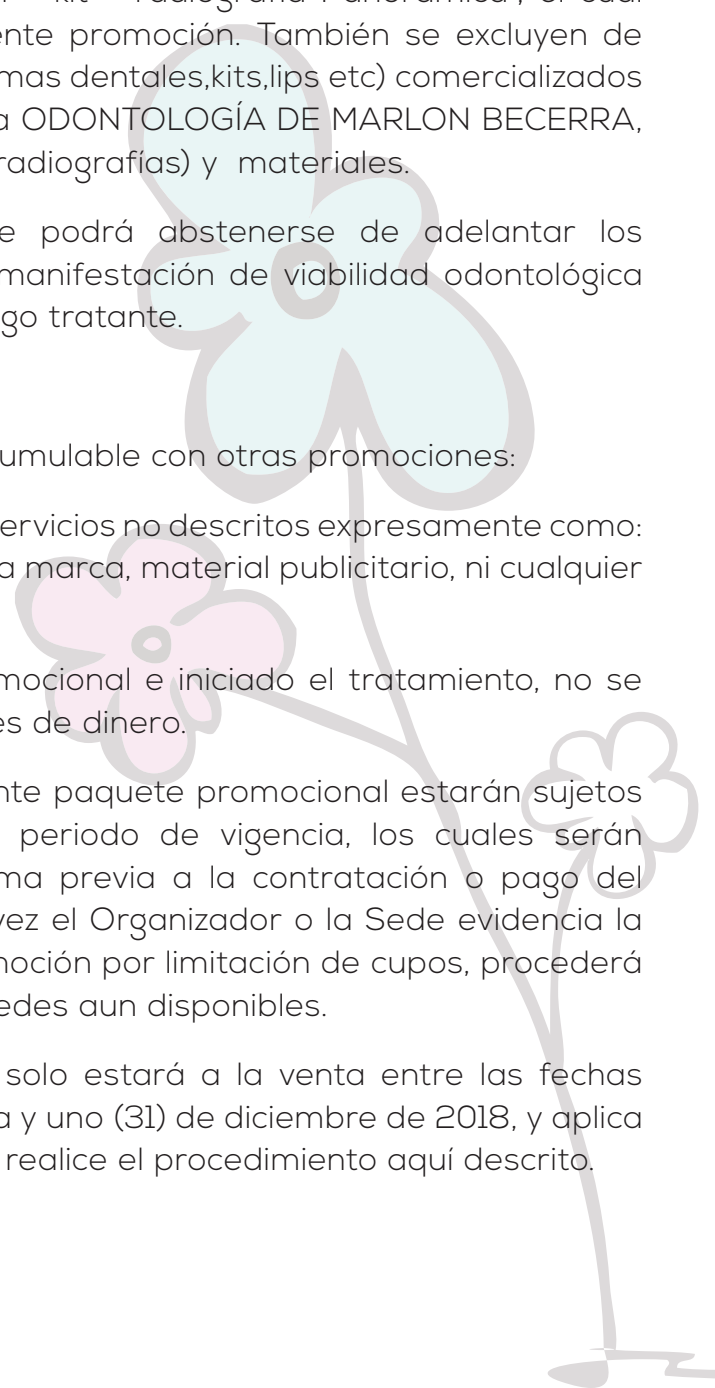 kit - radiografía Panorámica", el cual
ente promoción. También se excluyen de
mas dentales,kits,lips etc) comercializados
a ODONTOLOGÍA DE MARLON BECERRA,
radiografías) y materiales.
e podrá abstenerse de adelantar los
manifestación de viabilidad odontológica
go tratante.
umulable con otras promociones:
ervicios no descritos expresamente como:
a marca, material publicitario, ni cualquier
mocional e iniciado el tratamiento, no se
es de dinero.
nte paquete promocional estarán sujetos
periodo de vigencia, los cuales serán
ma previa a la contratación o pago del
vez el Organizador o la Sede evidencia la
moción por limitación de cupos, procederá
edes aun disponibles.
solo estará a la venta entre las fechas
a y uno (31) de diciembre de 2018, y aplica
realice el procedimiento aquí descrito.